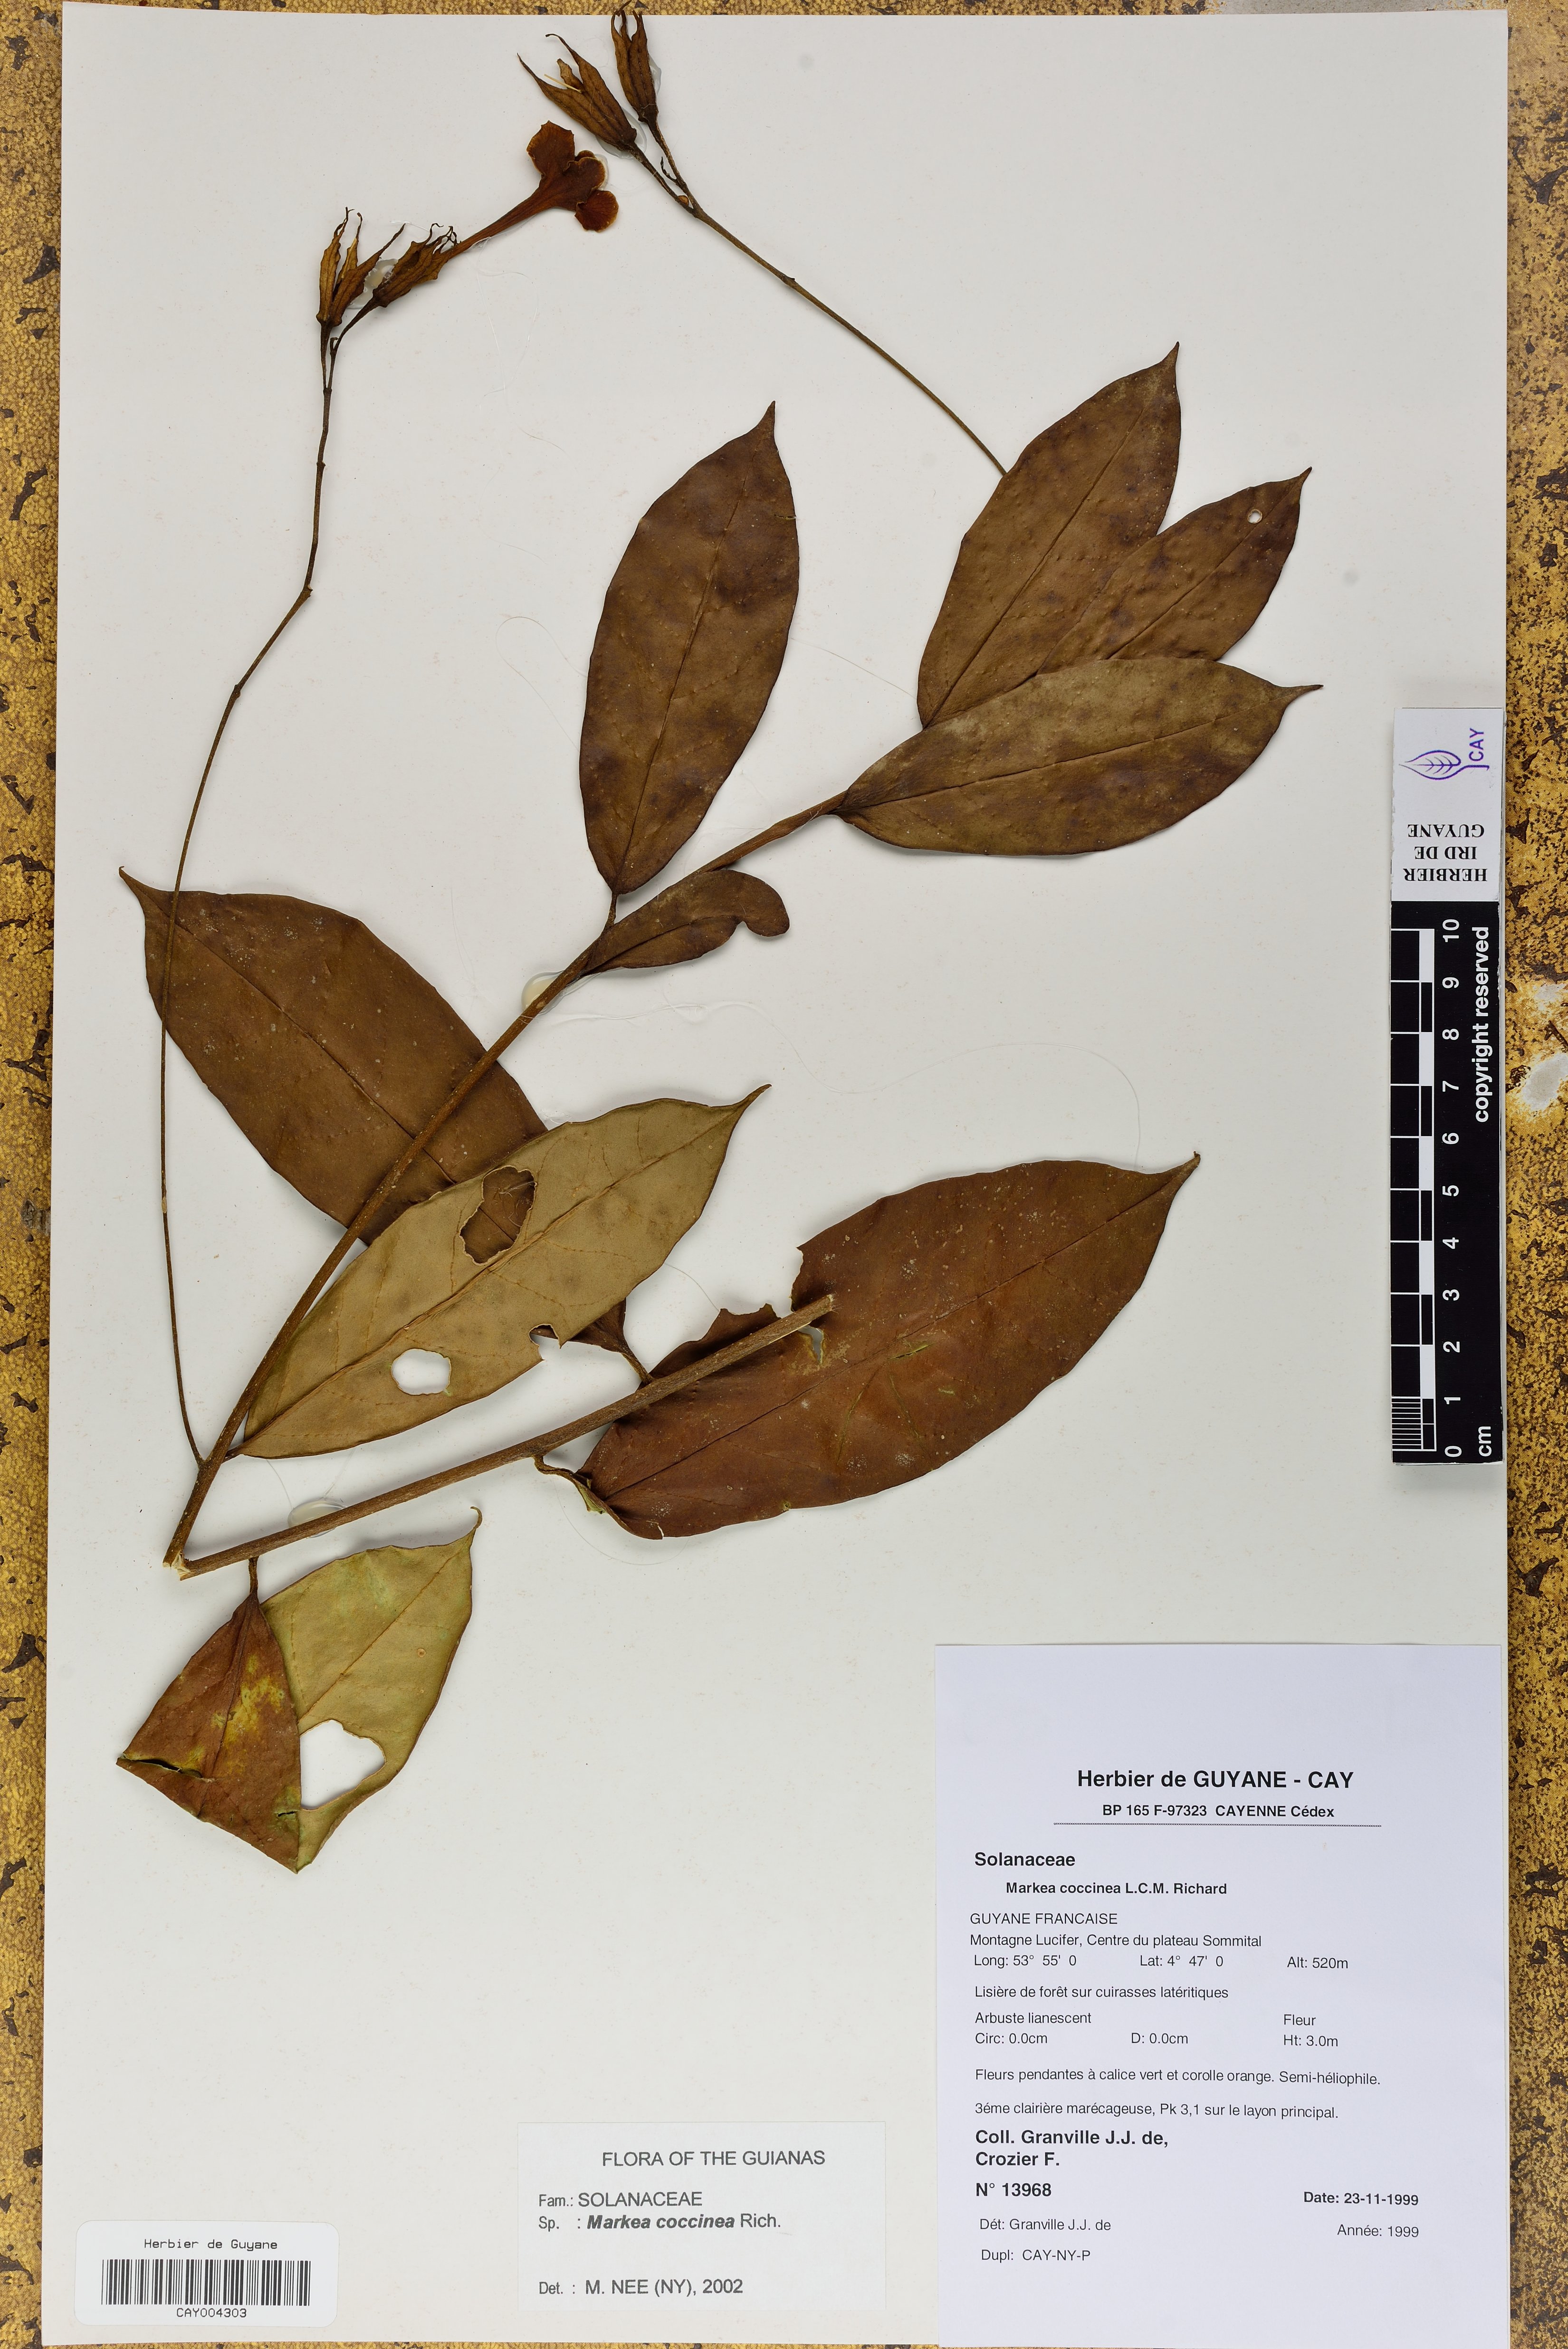 CAY
HERBIER
IRD DE
GUYANE
10
9
8
7
6
5
4
3
2
1
0
cm
copyright reserved
Herbier de GUYANE - CAY
BP 165 F-97323 CAYENNE Cédex
Solanaceae
Markea coccinea L.C.M. Richard
GUYANE FRANCAISE
Montagne Lucifer, Centre du plateau Sommital
Long: 53° 55' 0 Lat: 4° 47' 0 Alt: 520m
Lisière de forêt sur cuirasses latéritiques
Arbuste lianescent Fleur
Circ: 0.0cm D: 0.0cm Ht: 3.0m
Fleurs pendantes à calice vert et corolle orange. Semi-héliophile.
3éme clairière marécageuse, Pk 3,1 sur le layon principal.
Coll. Granville J.J. de,
Crozier F.
N° 13968 Date: 23-11-1999
Dét: Granville J.J. de Année: 1999
Dupl: CAY-NY-P
FLORA OF THE GUIANAS
Fam.: SOLANACEAE
Sp. : Markea coccinea Rich.
Det. : M. NEE (NY), 2002
Herbier de Guyane
CAY004303